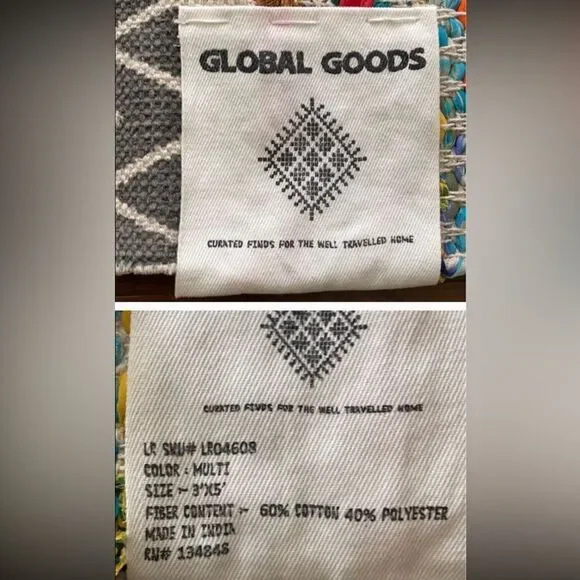 GLOBAL GOODS
CURATED FINDS FOR THE WELL TRAVELLED HOME
CURATED FINDS FOR THE WELL TRAVELLED HOME
LR SKU# LR04608
COLOR : MULTI
SIZE ~ 3'X5'
FIBER CONTENT :- 60% COTTON 40% POLYESTER
MADE IN INDIA
RN# 134846